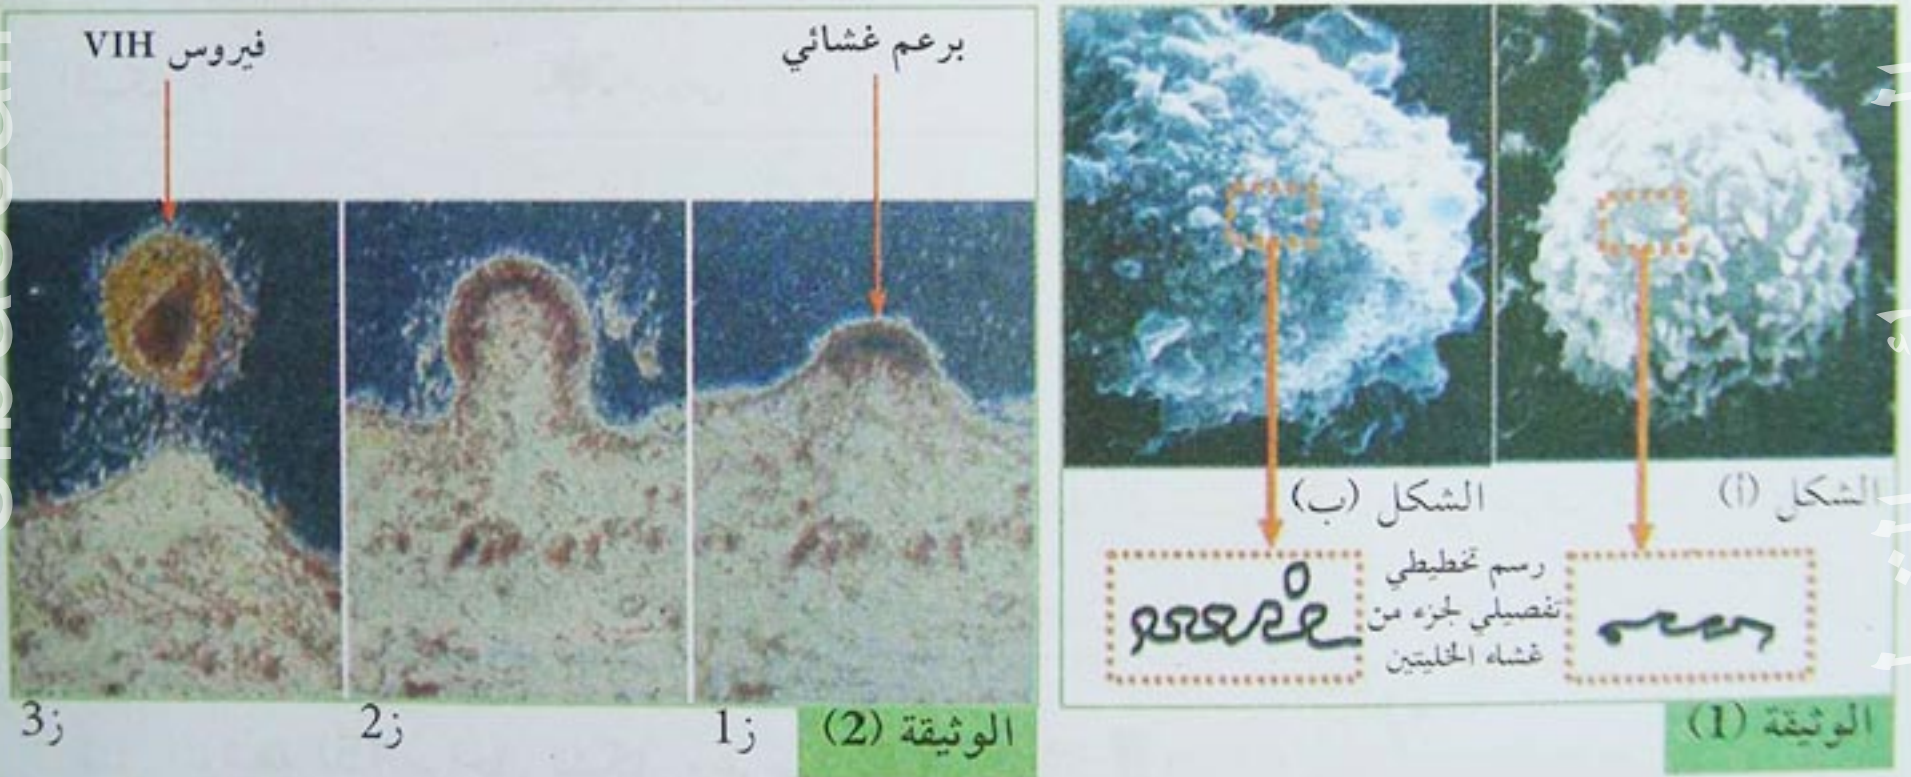 برعم غشائي
فيروس VIH
الشكل (أ)
الشكل (ب)
رسم تخطيطي
تفصيلي لجزء من
غشاء الخليتين
الوثيقة (1)
ز1
ز2
ز3
الوثيقة (2)